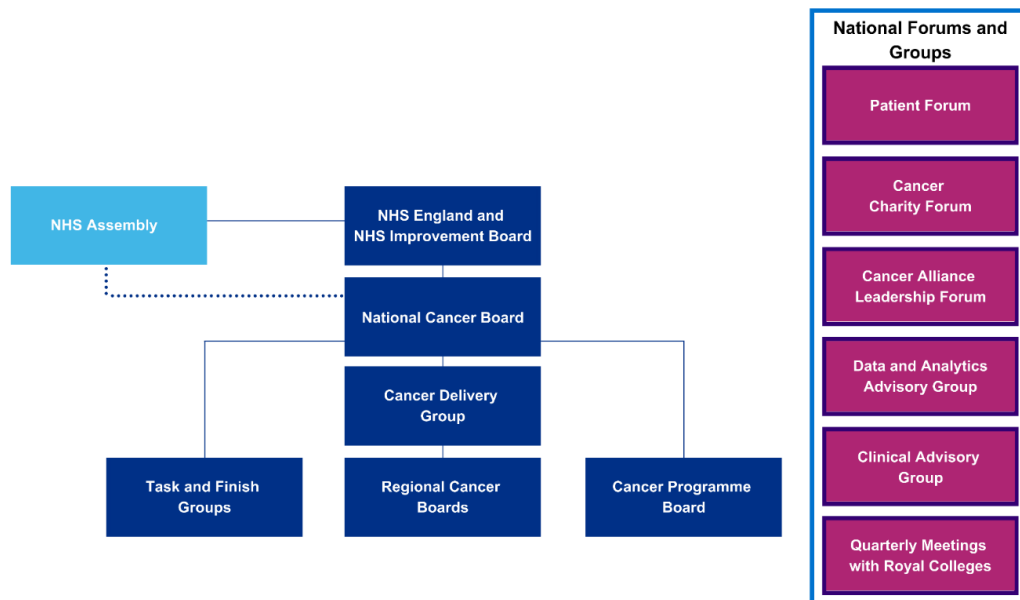 NHS Assembly
NHS England and
NHS Improvement Board
National Cancer Board
Cancer Delivery
Group
Task and Finish
Groups
Regional Cancer
Boards
Cancer Programme
Board
National Forums and
Groups
Patient Forum
Cancer
Charity Forum
Cancer Alliance
Leadership Forum
Data and Analytics
Advisory Group
Clinical Advisory
Group
Quarterly Meetings
with Royal Colleges